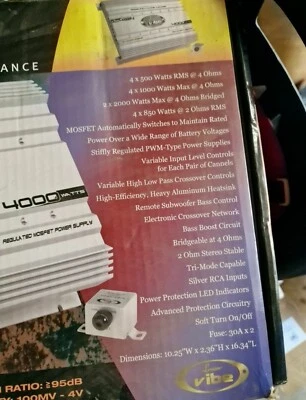 ANCE
4 x 500 Watts RMS @ 4 Ohms
4 x 1000 Watts Max @ 4 Ohms
2 x 2000 Watts Max @ 4 Ohms Bridged
4 x 850 Watts @ 2 Ohms RMS
MOSFET Automatically Switches to Maintain Rated
Power Over a Wide Range of Battery Voltages
Stiffly Regulated PWM-Type Power Supplies
Variable Input Level Controls
for Each Pair of Cannels
Variable High Low Pass Crossover Controls
High-Efficiency, Heavy Aluminum Heatsink
Remote Subwoofer Bass Control
Electronic Crossover Network
Bass Boost Circuit
Bridgeable at 4 Ohms
2 Ohm Stereo Stable
Tri-Mode Capable
Silver RCA Inputs
Power Protection LED Indicators
Advanced Protection Circuitry
Soft Turn On/Off
Fuse: 30A x 2
Dimensions: 10.25"W x 2.36"H x 16.34"L
4000 WATTS
REGULATED MOSFET POWER SUPPLY
vibe
H RATIO: ≥95dB
100MV - 4V